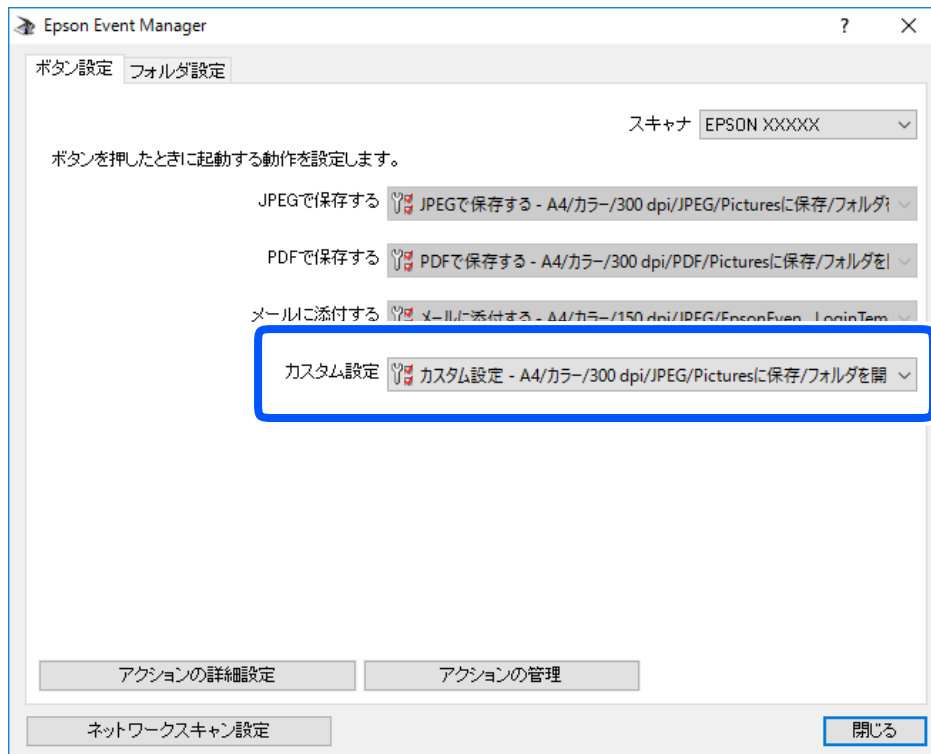 Epson Event Manager
ボタン設定 フォルダ設定
スキャナ EPSON XXXXX
ボタンを押したときに起動する動作を設定します。
JPEGで保存する JPEGで保存する - A4/カラー/300 dpi/JPEG/Picturesに保存/フォルダ
PDFで保存する PDFで保存する - A4/カラー/300 dpi/PDF/Picturesに保存/フォルダを
メールに添付する メールに添付する - A4/カラー/150 dpi/JPEG/EpsonEven...LoginTem
カスタム設定 カスタム設定 - A4/カラー/300 dpi/JPEG/Picturesに保存/フォルダを開
アクションの詳細設定 アクションの管理
ネットワークスキャン設定 閉じる